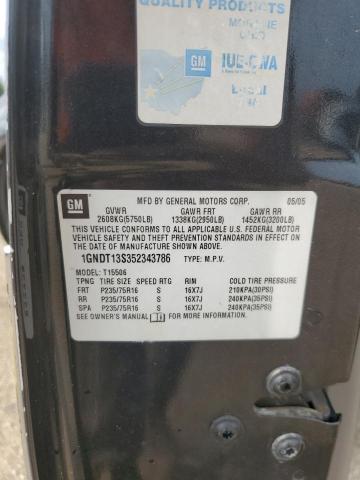 QUALITY PRODUCTS
GM
IUE-CWA
GM
MFD BY GENERAL MOTORS CORP. 05/05
GVWR GAWR FRT GAWR RR
2608KG(5750LB) 1338KG(2950LB) 1452KG(3200LB)
THIS VEHICLE CONFORMS TO ALL APPLICABLE U.S. FEDERAL MOTOR
VEHICLE SAFETY AND THEFT PREVENTION STANDARDS IN EFFECT ON
THE DATE OF MANUFACTURE SHOWN ABOVE.
1GNDT13S352343786 TYPE: M.P.V.
MODEL: T15506
TPNG TIRE SIZE SPEED RTG RIM COLD TIRE PRESSURE
FRT P235/75R16 S 16X7J 210KPA(30PSI)
RR P235/75R16 S 16X7J 240KPA(35PSI)
SPA P235/75R16 S 16X7J 240KPA(35PSI)
SEE OWNER'S MANUAL FOR ADDITIONAL INFORMATION.